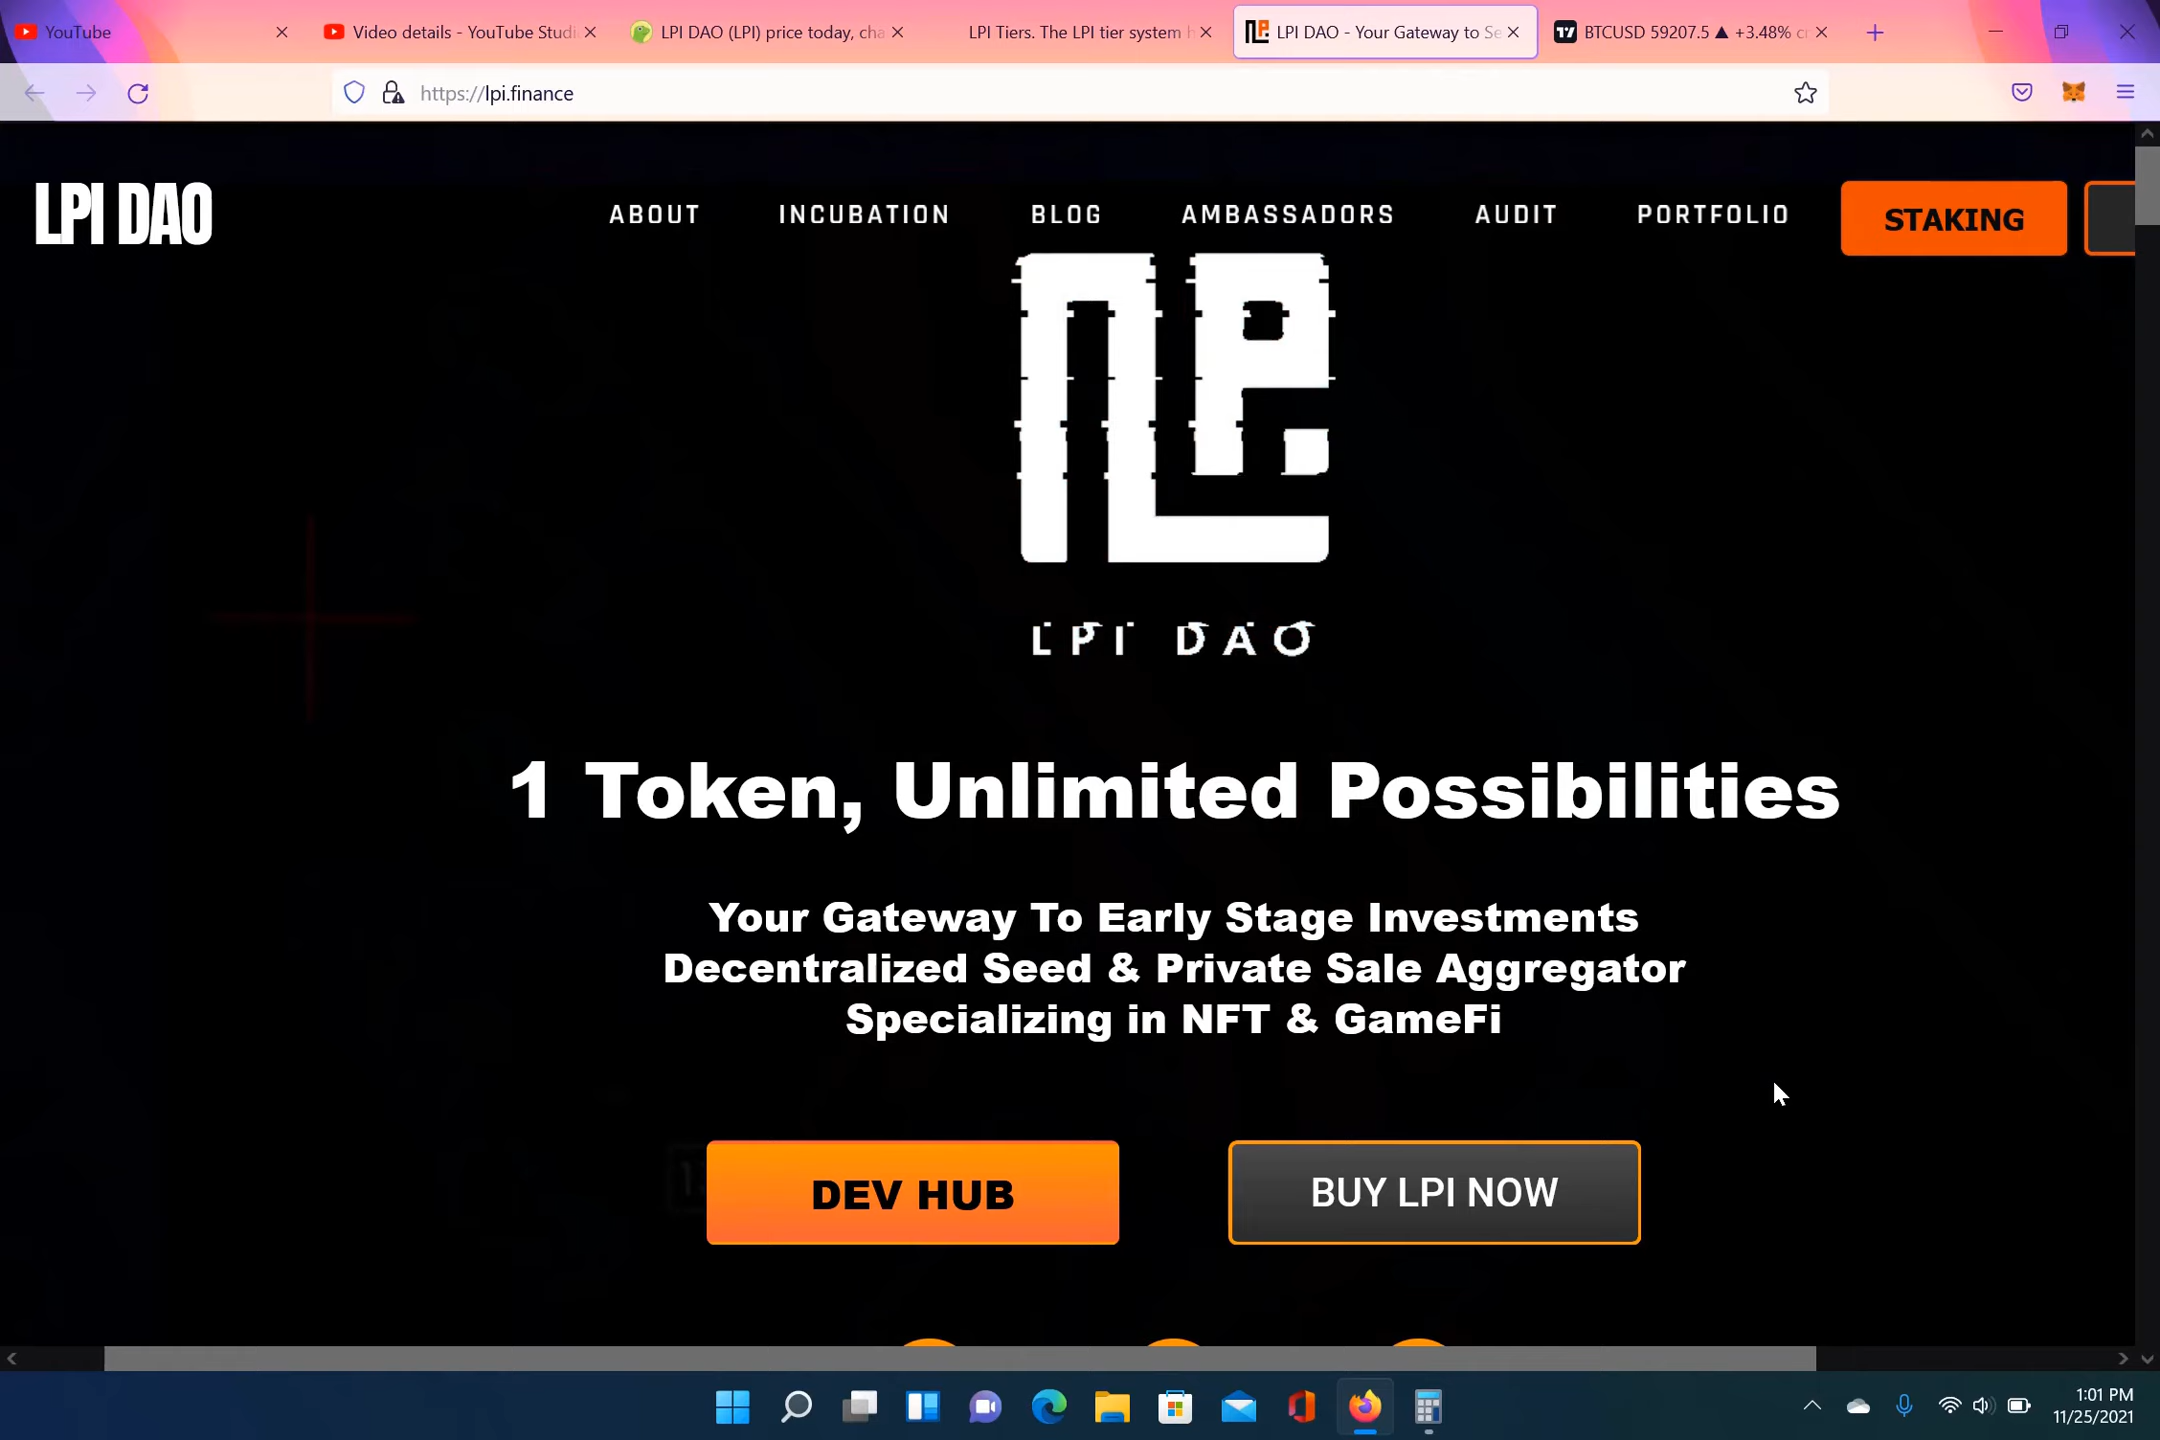 YouTube
Video details - YouTube Studi
LPI DAO (LPI) price today, cha
LPI Tiers. The LPI tier system h
LPI DAO - Your Gateway to Se
BTCUSD 59207.5 ▲ +3.48%
https://lpi.finance
LPI DAO
ABOUT
INCUBATION
BLOG
AMBASSADORS
AUDIT
PORTFOLIO
STAKING
LPI DAO
1 Token, Unlimited Possibilities
Your Gateway To Early Stage Investments
Decentralized Seed & Private Sale Aggregator
Specializing in NFT & GameFi
DEV HUB
BUY LPI NOW
1:01 PM
11/25/2021